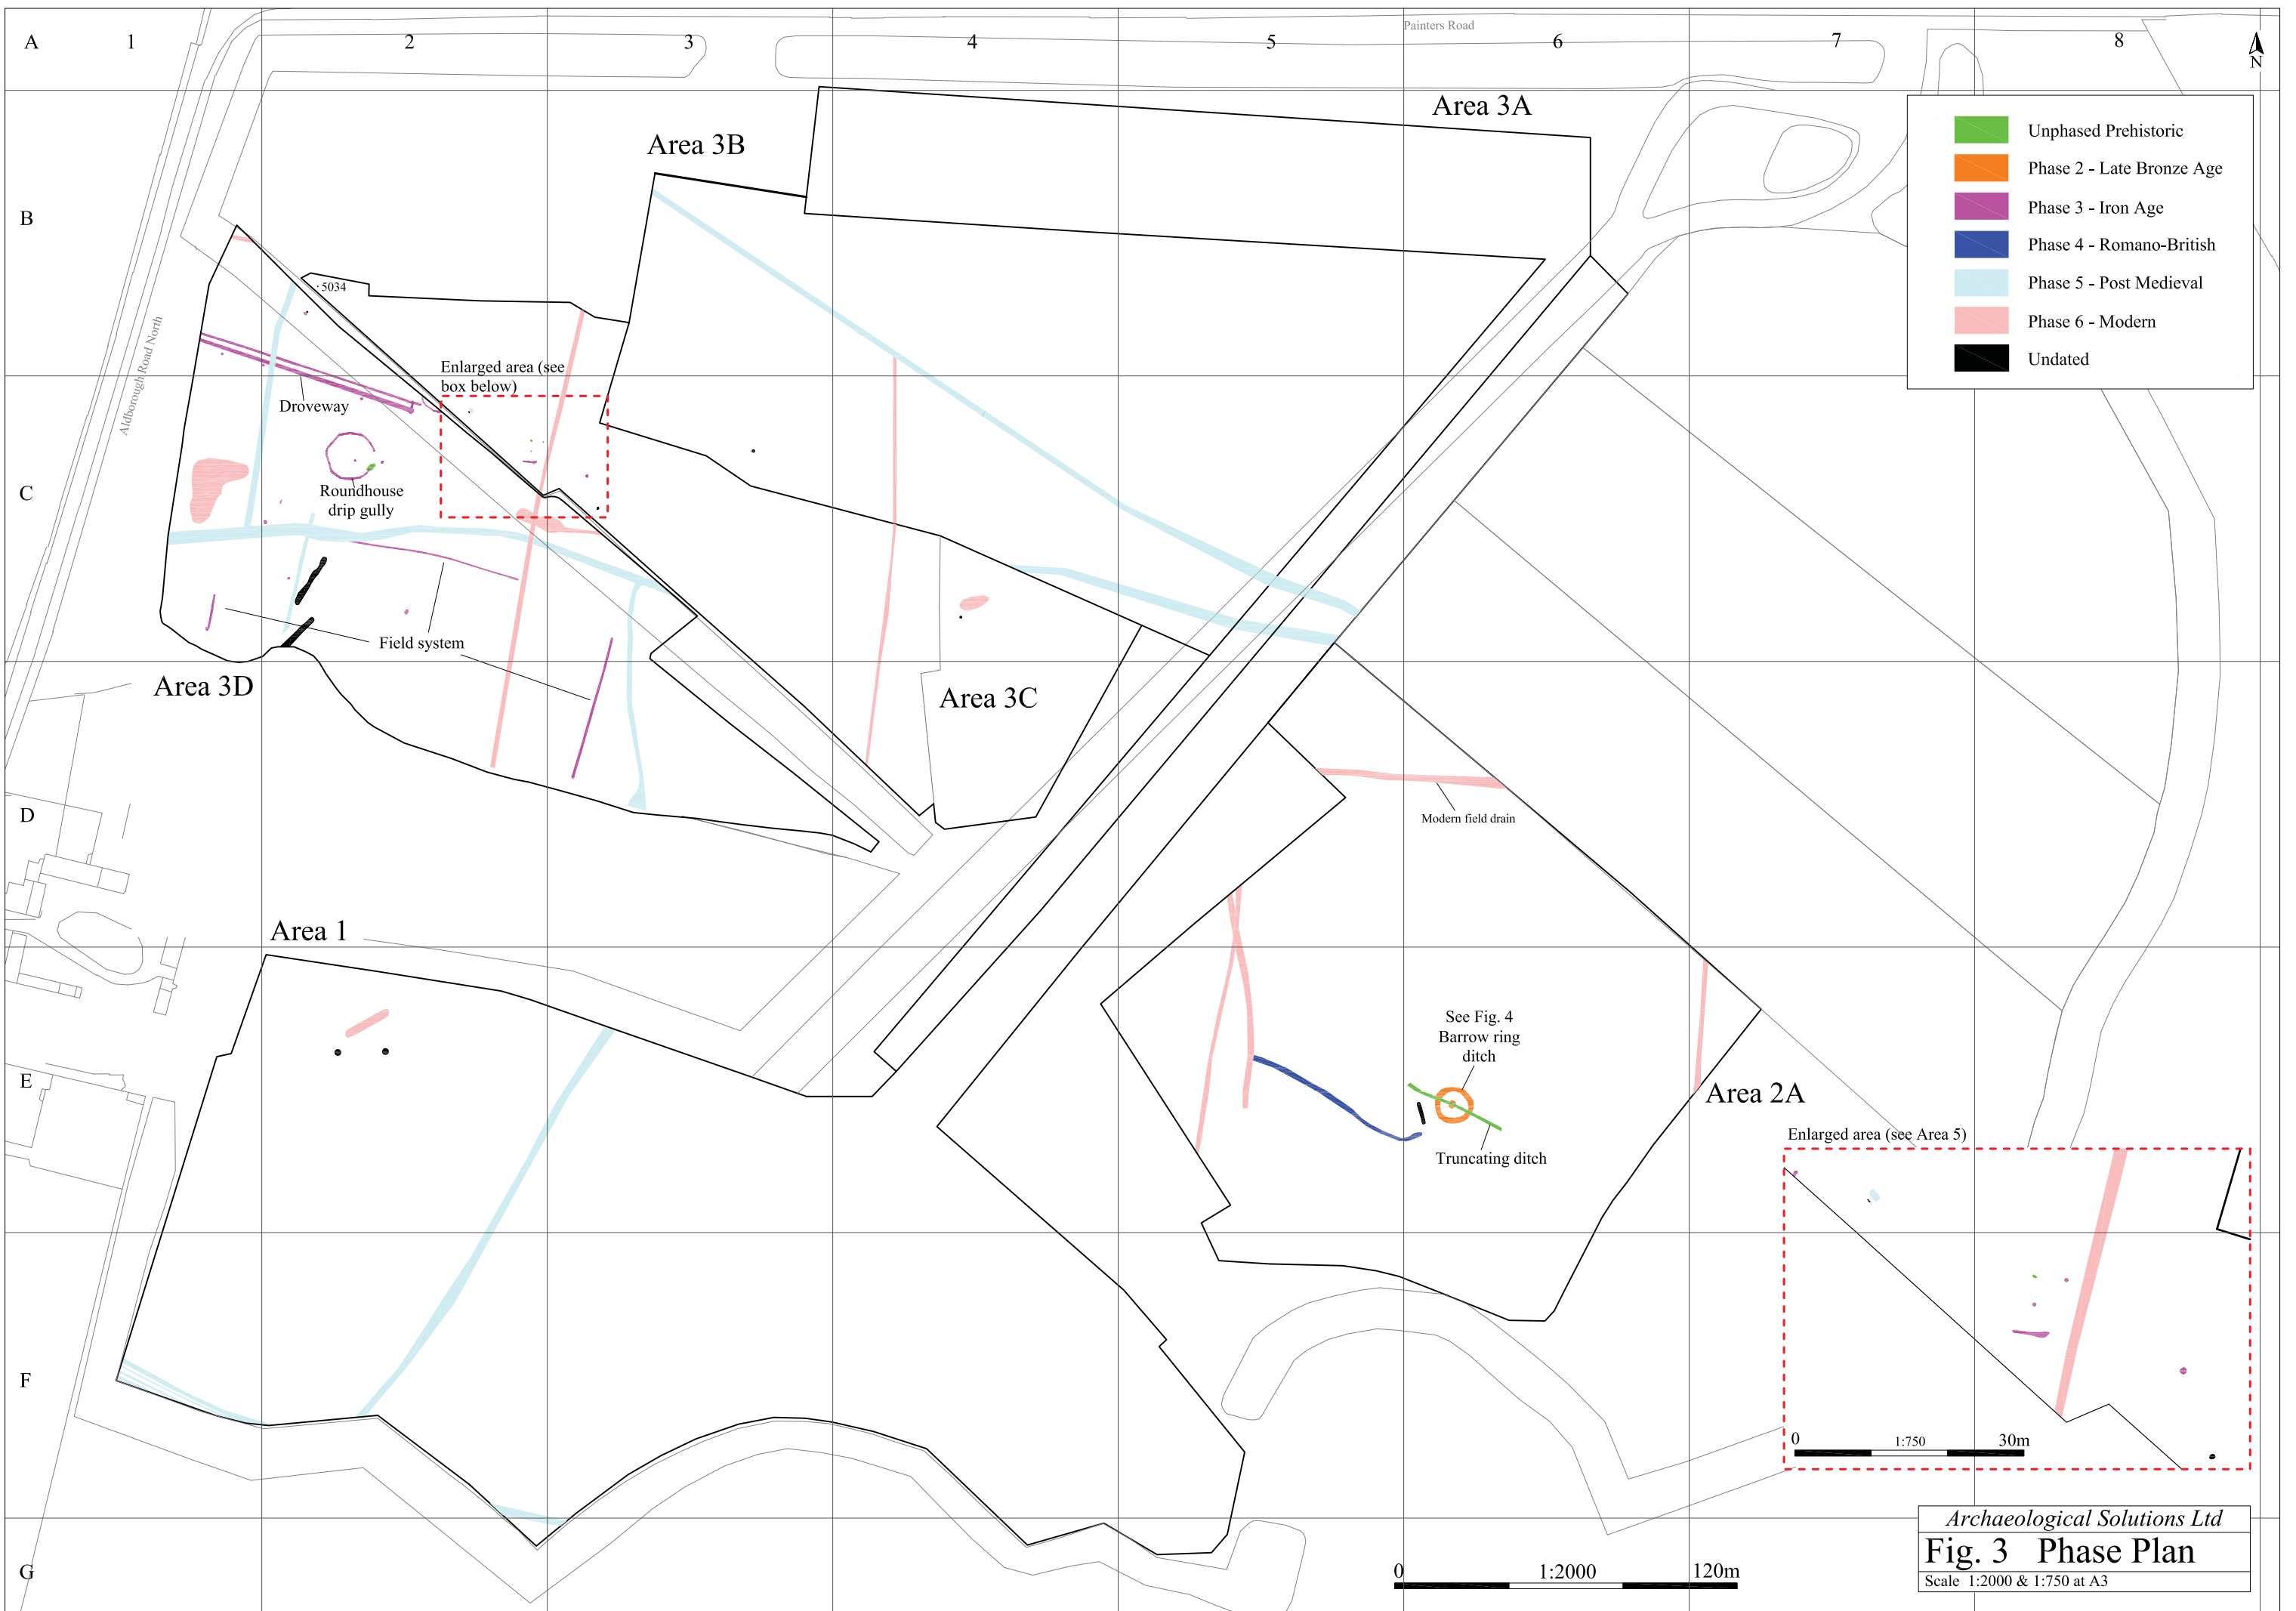 Painters Road
A 1 2 3 4 5 6 7 8
N
Area 3A
Area 3B
Unphased Prehistoric
Phase 2 - Late Bronze Age
Phase 3 - Iron Age
Phase 4 - Romano-British
Phase 5 - Post Medieval
Phase 6 - Modern
Undated
B
5034
Aldborough Road North
Enlarged area (see
box below)
Droveway
C
Roundhouse
drip gully
Field system
Area 3D
Area 3C
D
Modern field drain
Area 1
See Fig. 4
Barrow ring
ditch
E
Area 2A
Truncating ditch
Enlarged area (see Area 5)
F
0 1:750 30m
Archaeological Solutions Ltd
Fig. 3 Phase Plan
Scale 1:2000 & 1:750 at A3
G
0 1:2000 120m